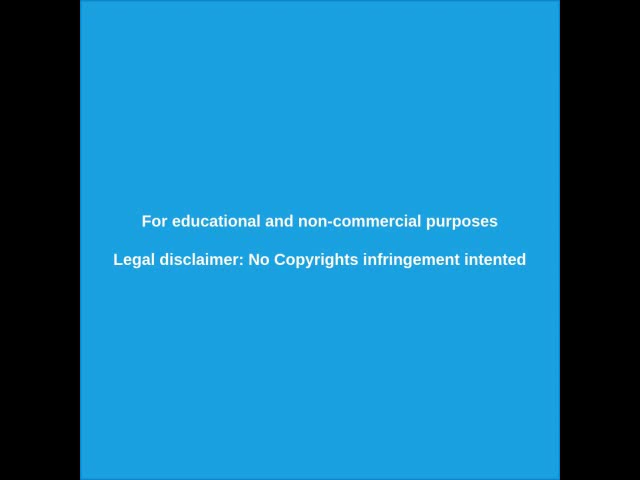 For educational and non-commercial purposes
Legal disclaimer: No Copyrights infringement intented